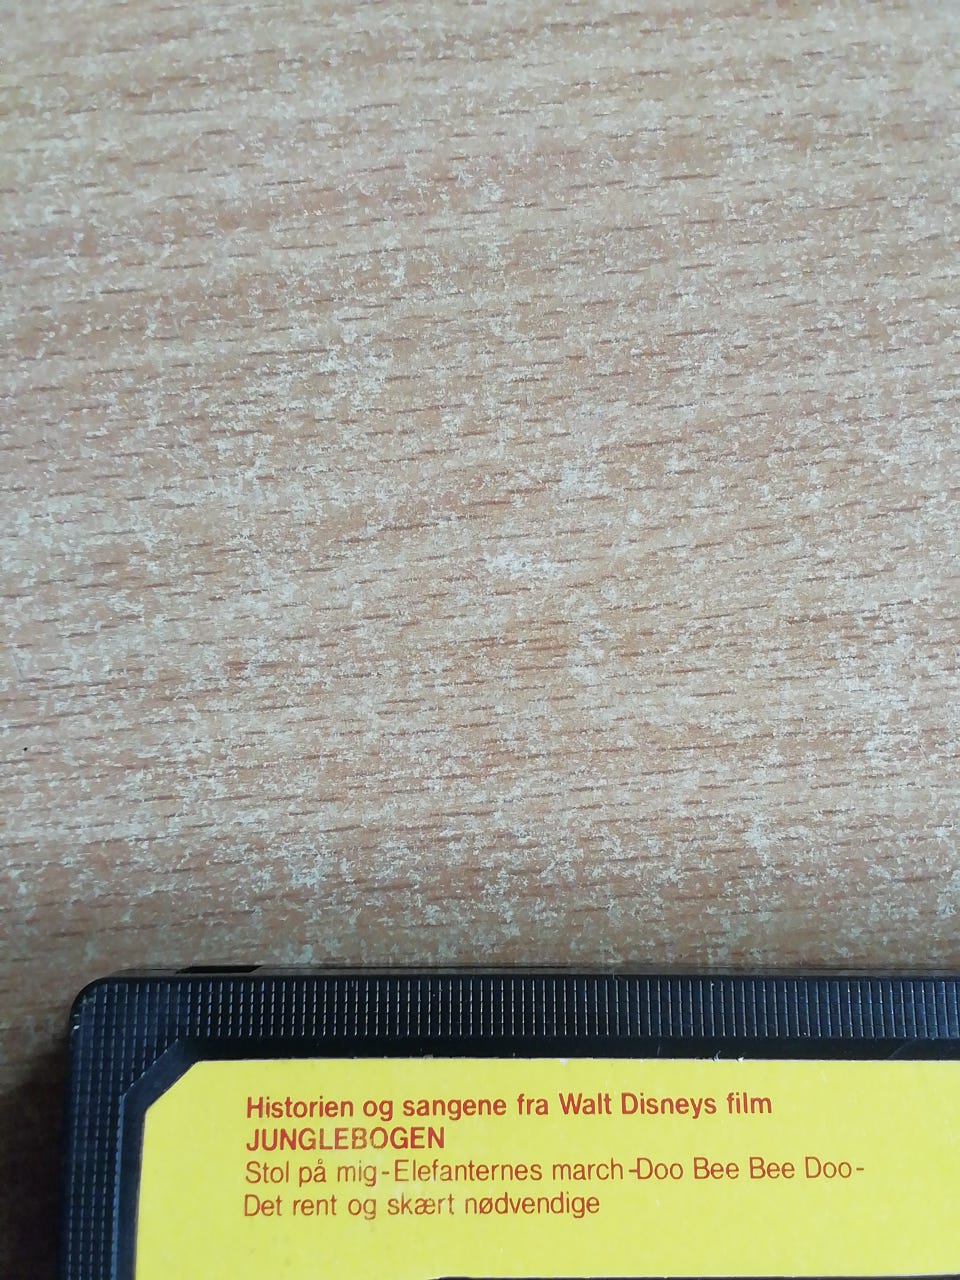 Historien og sangene fra Walt Disneys film
JUNGLEBOGEN
Stol på mig-Elefanternes march-Doo Bee Bee Doo-
Det rent og skært nødvendige